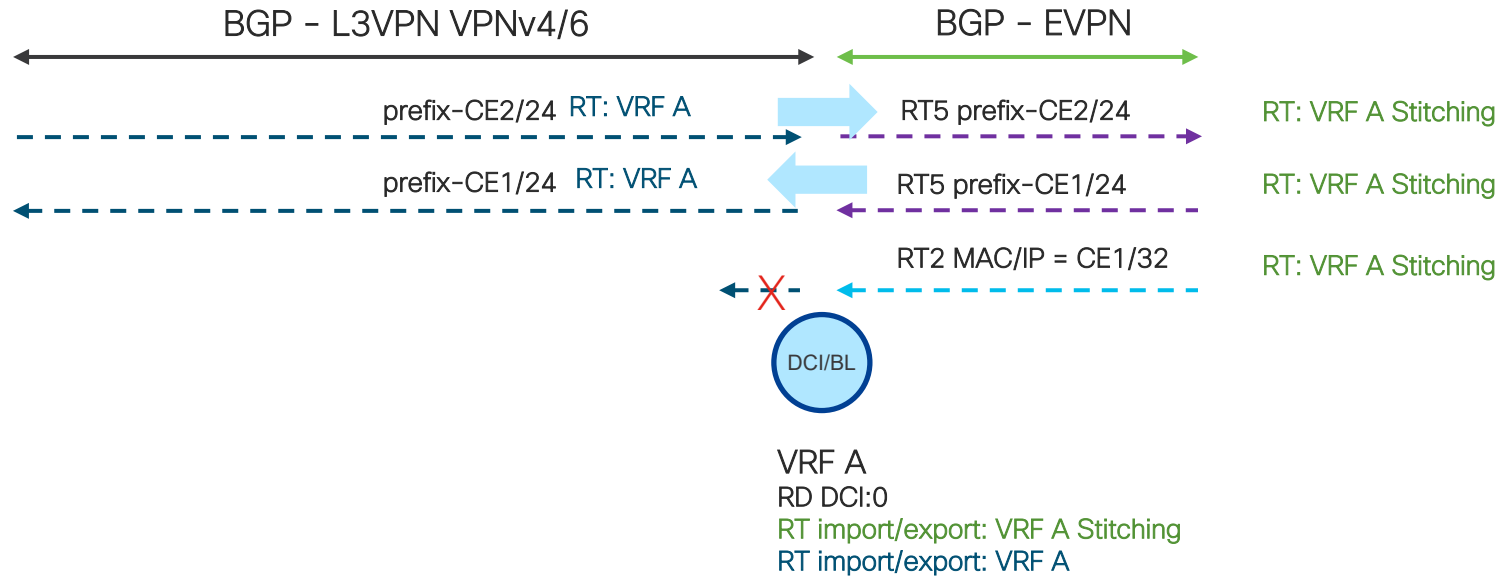 BGP - L3VPN VPNv4/6
BGP - EVPN
prefix-CE2/24 RT: VRF A
RT5 prefix-CE2/24
RT: VRF A Stitching
prefix-CE1/24 RT: VRF A
RT5 prefix-CE1/24
RT: VRF A Stitching
RT2 MAC/IP = CE1/32
RT: VRF A Stitching
DCI/BL
VRF A
RD DCI:0
RT import/export: VRF A Stitching
RT import/export: VRF A